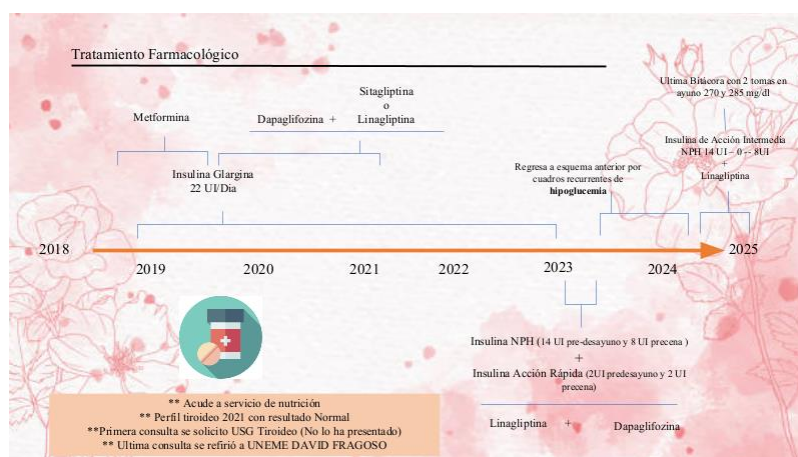 Tratamiento Farmacológico
Metformina
Dapaglifozina +
Sitagliptina
o
Linagliptina
Ultima Bitácora con 2 tomas en
ayuno 270 y 285 mg/dl
Insulina de Acción Intermedia
NPH 14 UI – 0 -- 8UI
+
Linagliptina
Insulina Glargina
22 UI/Dia
Regresa a esquema anterior por
cuadros recurrentes de
hipoglucemia
2018
2019
2020
2021
2022
2023
2024
2025
Insulina NPH (14 UI pre-desayuno y 8 UI precena )
+
Insulina Acción Rápida (2UI predesayuno y 2 UI
precena)
Linagliptina + Dapaglifozina
** Acude a servicio de nutrición
** Perfil tiroideo 2021 con resultado Normal
**Primera consulta se solicito USG Tiroideo (No lo ha presentado)
** Ultima consulta se refirió a UNEME DAVID FRAGOSO